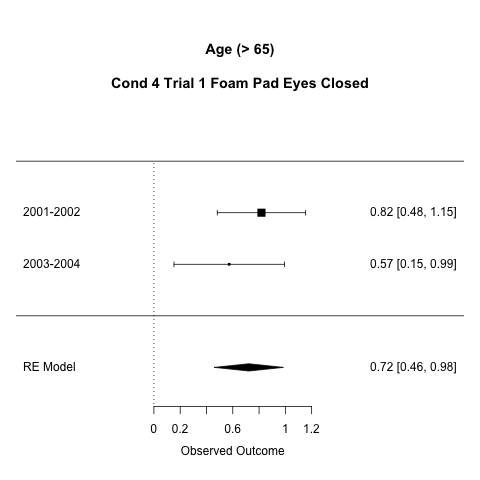 Age (> 65)
Cond 4 Trial 1 Foam Pad Eyes Closed
2001-2002 0.82 [0.48, 1.15]
2003-2004 0.57 [0.15, 0.99]
RE Model 0.72 [0.46, 0.98]
0 0.2 0.6 1 1.2
Observed Outcome